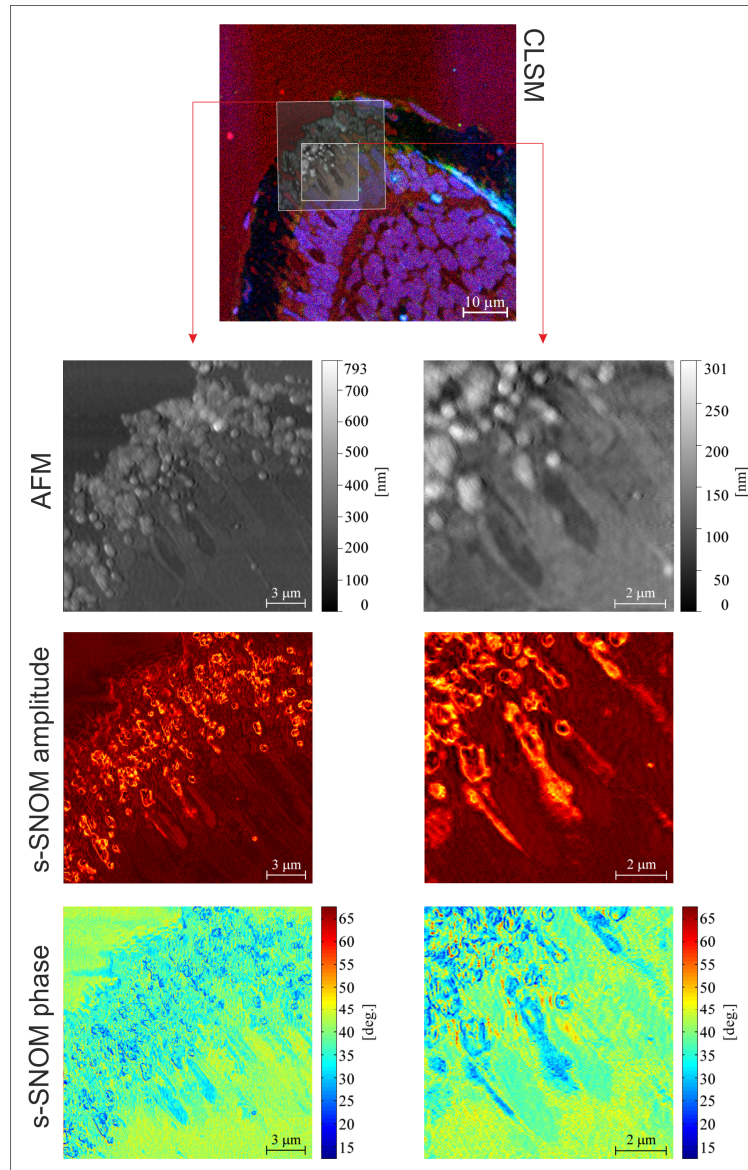 CLSM
10 μm
AFM
793
700
600
500
400
300
200
100
0
[nm]
3 μm
301
250
200
150
100
50
0
[nm]
2 μm
s-SNOM amplitude
3 μm
2 μm
s-SNOM phase
65
60
55
50
45
40
35
30
25
20
15
[deg.]
3 μm
65
60
55
50
45
40
35
30
25
20
15
[deg.]
2 μm